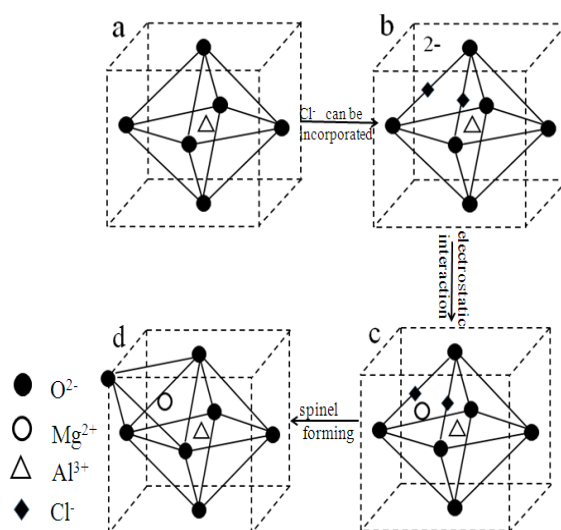 a
b
2-
Cl⁻ can be
incorporated
electrostatic
interaction
c
d
spinel
forming
O²⁻
Mg²⁺
Al³⁺
Cl⁻